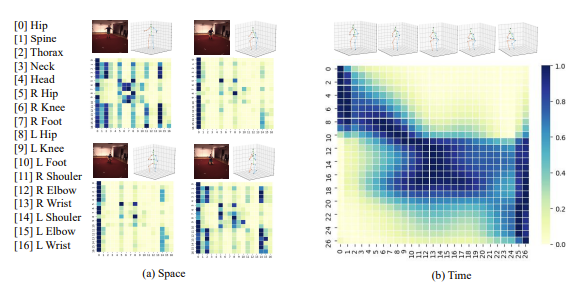 [0] Hip
[1] Spine
[2] Thorax
[3] Neck
[4] Head
[5] R Hip
[6] R Knee
[7] R Foot
[8] L Hip
[9] L Knee
[10] L Foot
[11] R Shouler
[12] R Elbow
[13] R Wrist
[14] L Shouler
[15] L Elbow
[16] L Wrist
(a) Space
0
2
4
6
8
10
12
14
16
18
20
22
24
26
0 1 2 3 4 5 6 7 8 9 10 11 12 13 14 15 16 17 18 19 20 21 22 23 24 25 26
1.0
0.8
0.6
0.4
0.2
0.0
(b) Time